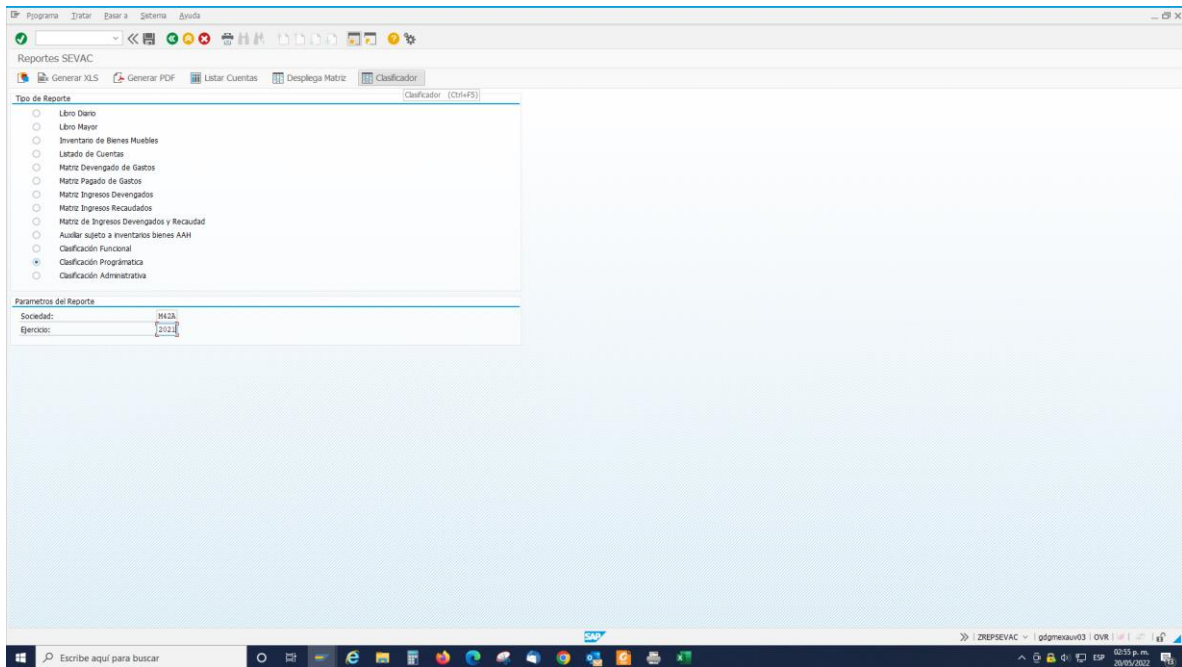 Programa Tratar Pasar a Sistema Ayuda
Reportes SEVAC
Generar XLS Generar PDF Listar Cuentas Despliega Matriz Clasificador
Clasificador (Ctrl+F5)
Tipo de Reporte
Libro Diario
Libro Mayor
Inventario de Bienes Muebles
Listado de Cuentas
Matriz Devengado de Gastos
Matriz Pagado de Gastos
Matriz Ingresos Devengados
Matriz Ingresos Recaudados
Matriz de Ingresos Devengados y Recaudad
Auxiliar sujeto a inventarios bienes AAH
Clasificación Funcional
Clasificación Prográmatica
Clasificación Administrativa
Parametros del Reporte
Sociedad: M42A
Ejercicio: 2021
SAP
ZREPSEVAC gdgmexauv03 OVR
Escribe aquí para buscar
ESP 02:55 p. m.
20/05/2022